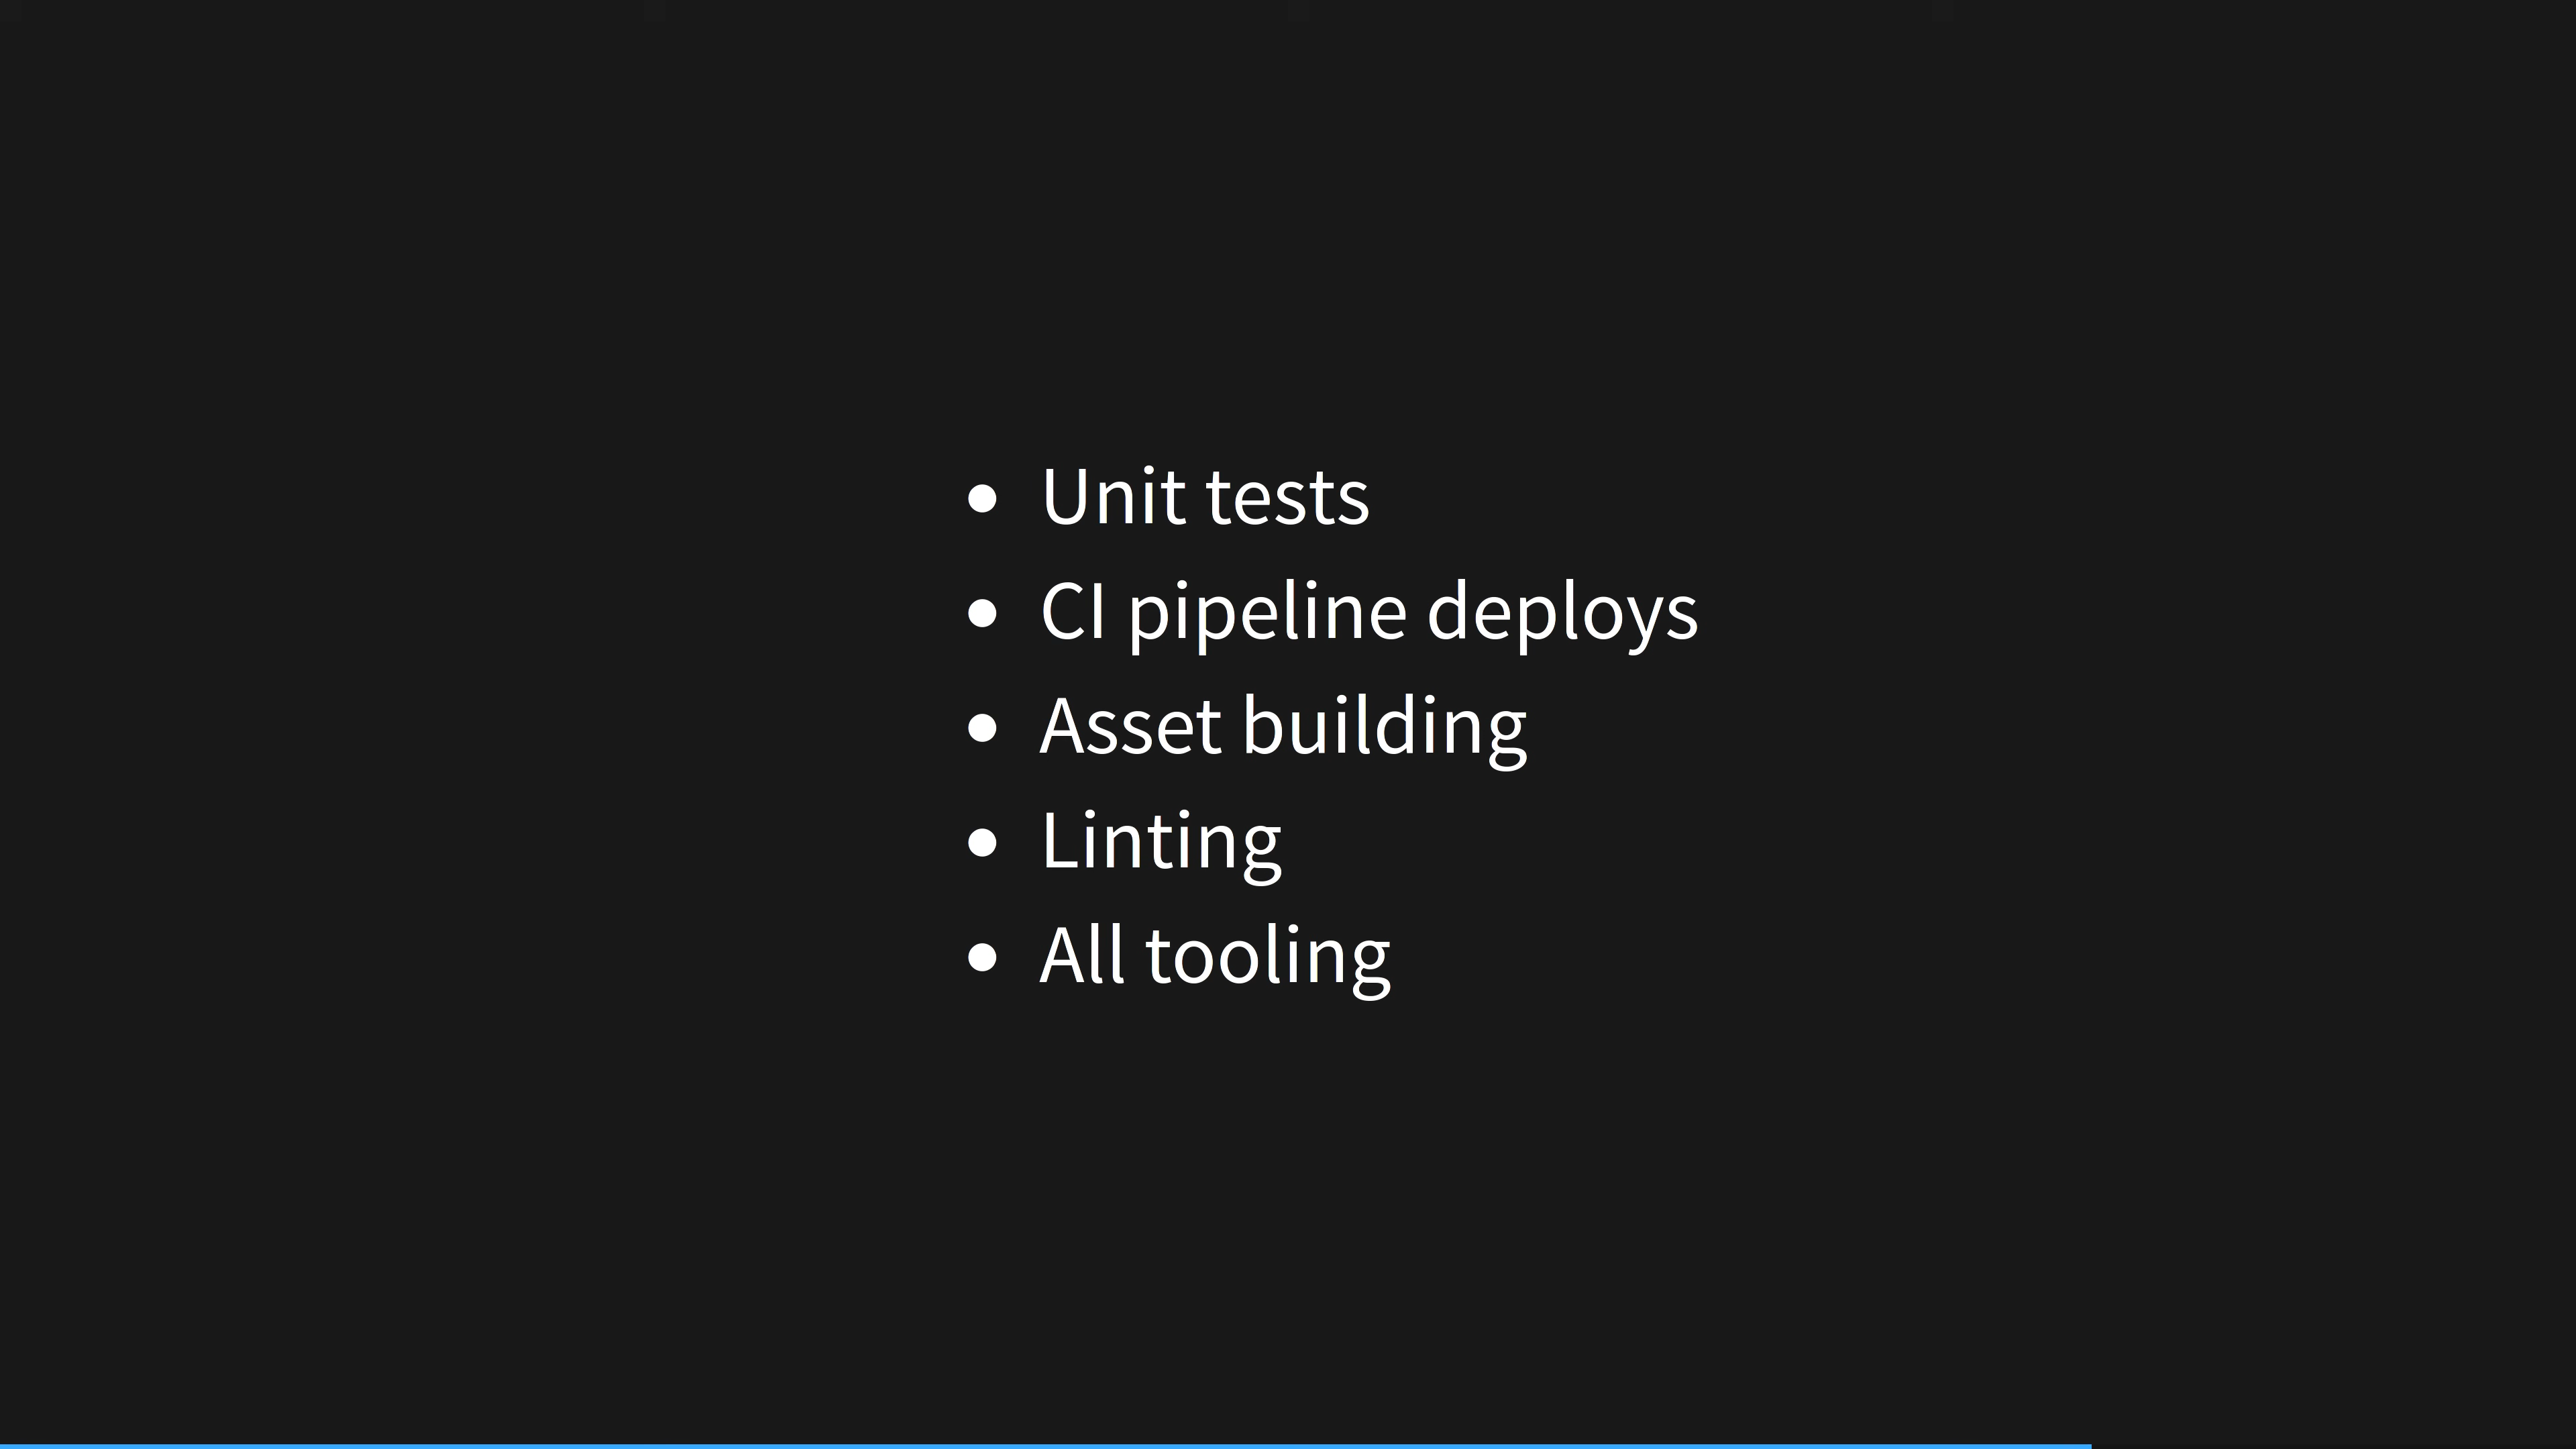 • Unit tests
• CI pipeline deploys
• Asset building
• Linting
• All tooling